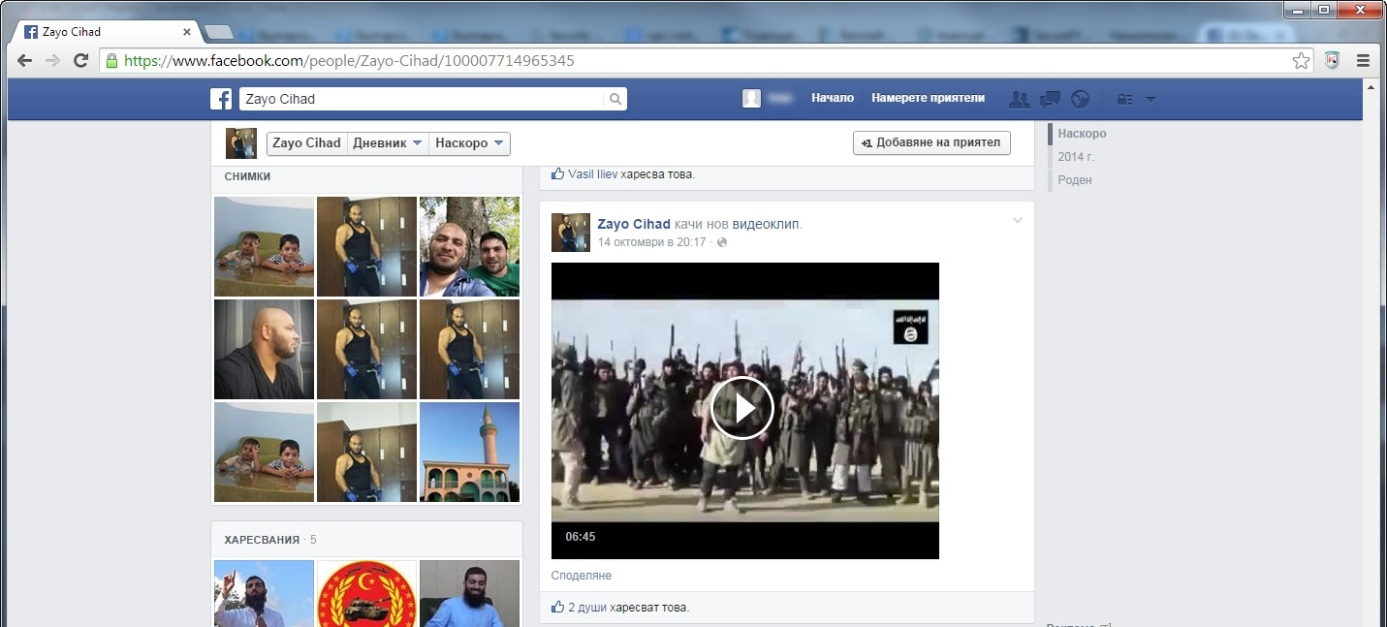 Zayo Cihad
https://www.facebook.com/people/Zayo-Cihad/100007714965345
Zayo Cihad
Начало
Намерете приятели
Zayo Cihad
Дневник
Наскоро
Добавяне на приятел
Наскоро
2014 г.
Роден
СНИМКИ
Vasil Iliev харесва това.
Zayo Cihad качи нов видеоклип.
14 октомври в 20:17 ·
06:45
Споделяне
2 души харесват това.
ХАРЕСВАНИЯ · 5